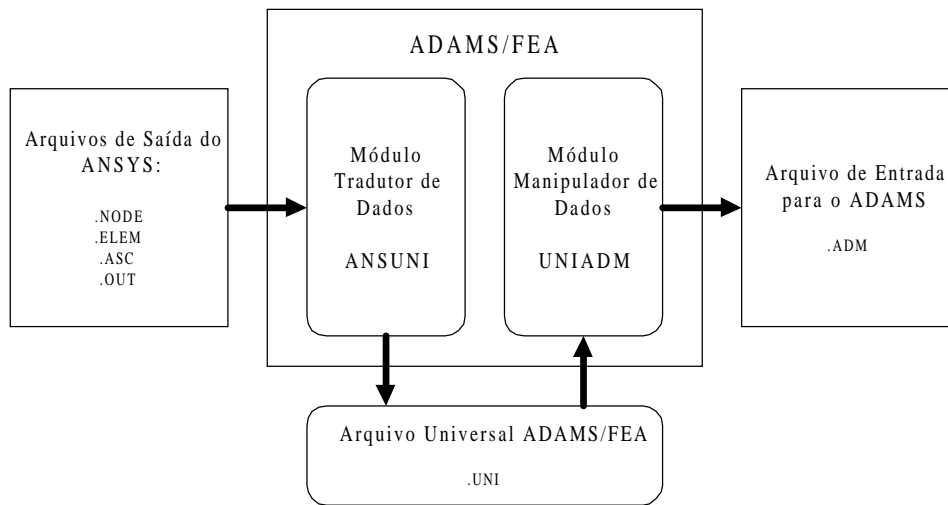 ADAMS/FEA
Arquivos de Saída do
ANSYS:
.NODE
.ELEM
.ASC
.OUT
Módulo
Tradutor de
Dados
ANSUNI
Módulo
Manipulador de
Dados
UNIADM
Arquivo de Entrada
para o ADAMS
.ADM
Arquivo Universal ADAMS/FEA
.UNI